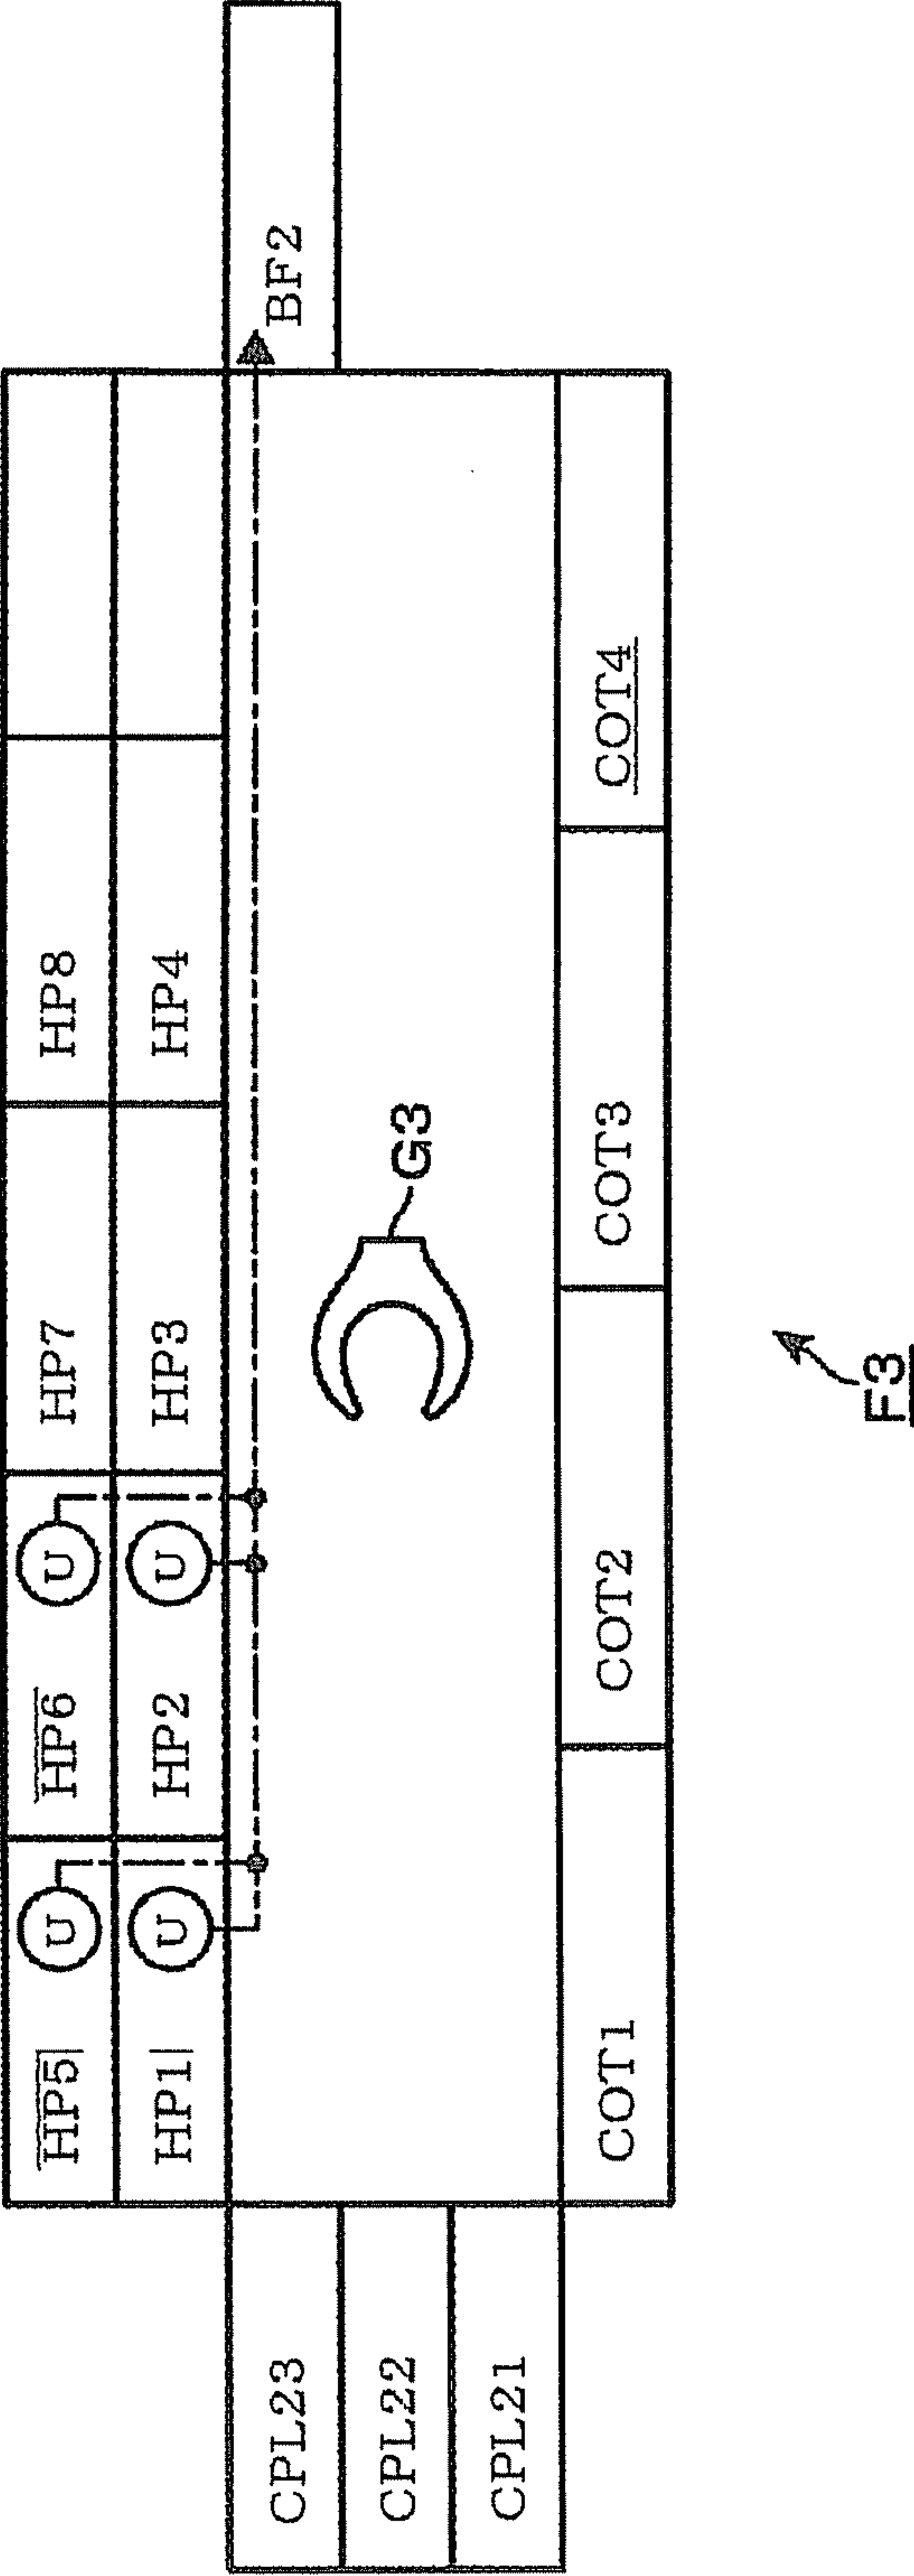 BF2
HP8
HP4
HP7
HP3
HP6
U
HP2
U
HP5
U
HP1
U
G3
COT4
COT3
COT2
COT1
F3
CPL23
CPL22
CPL21